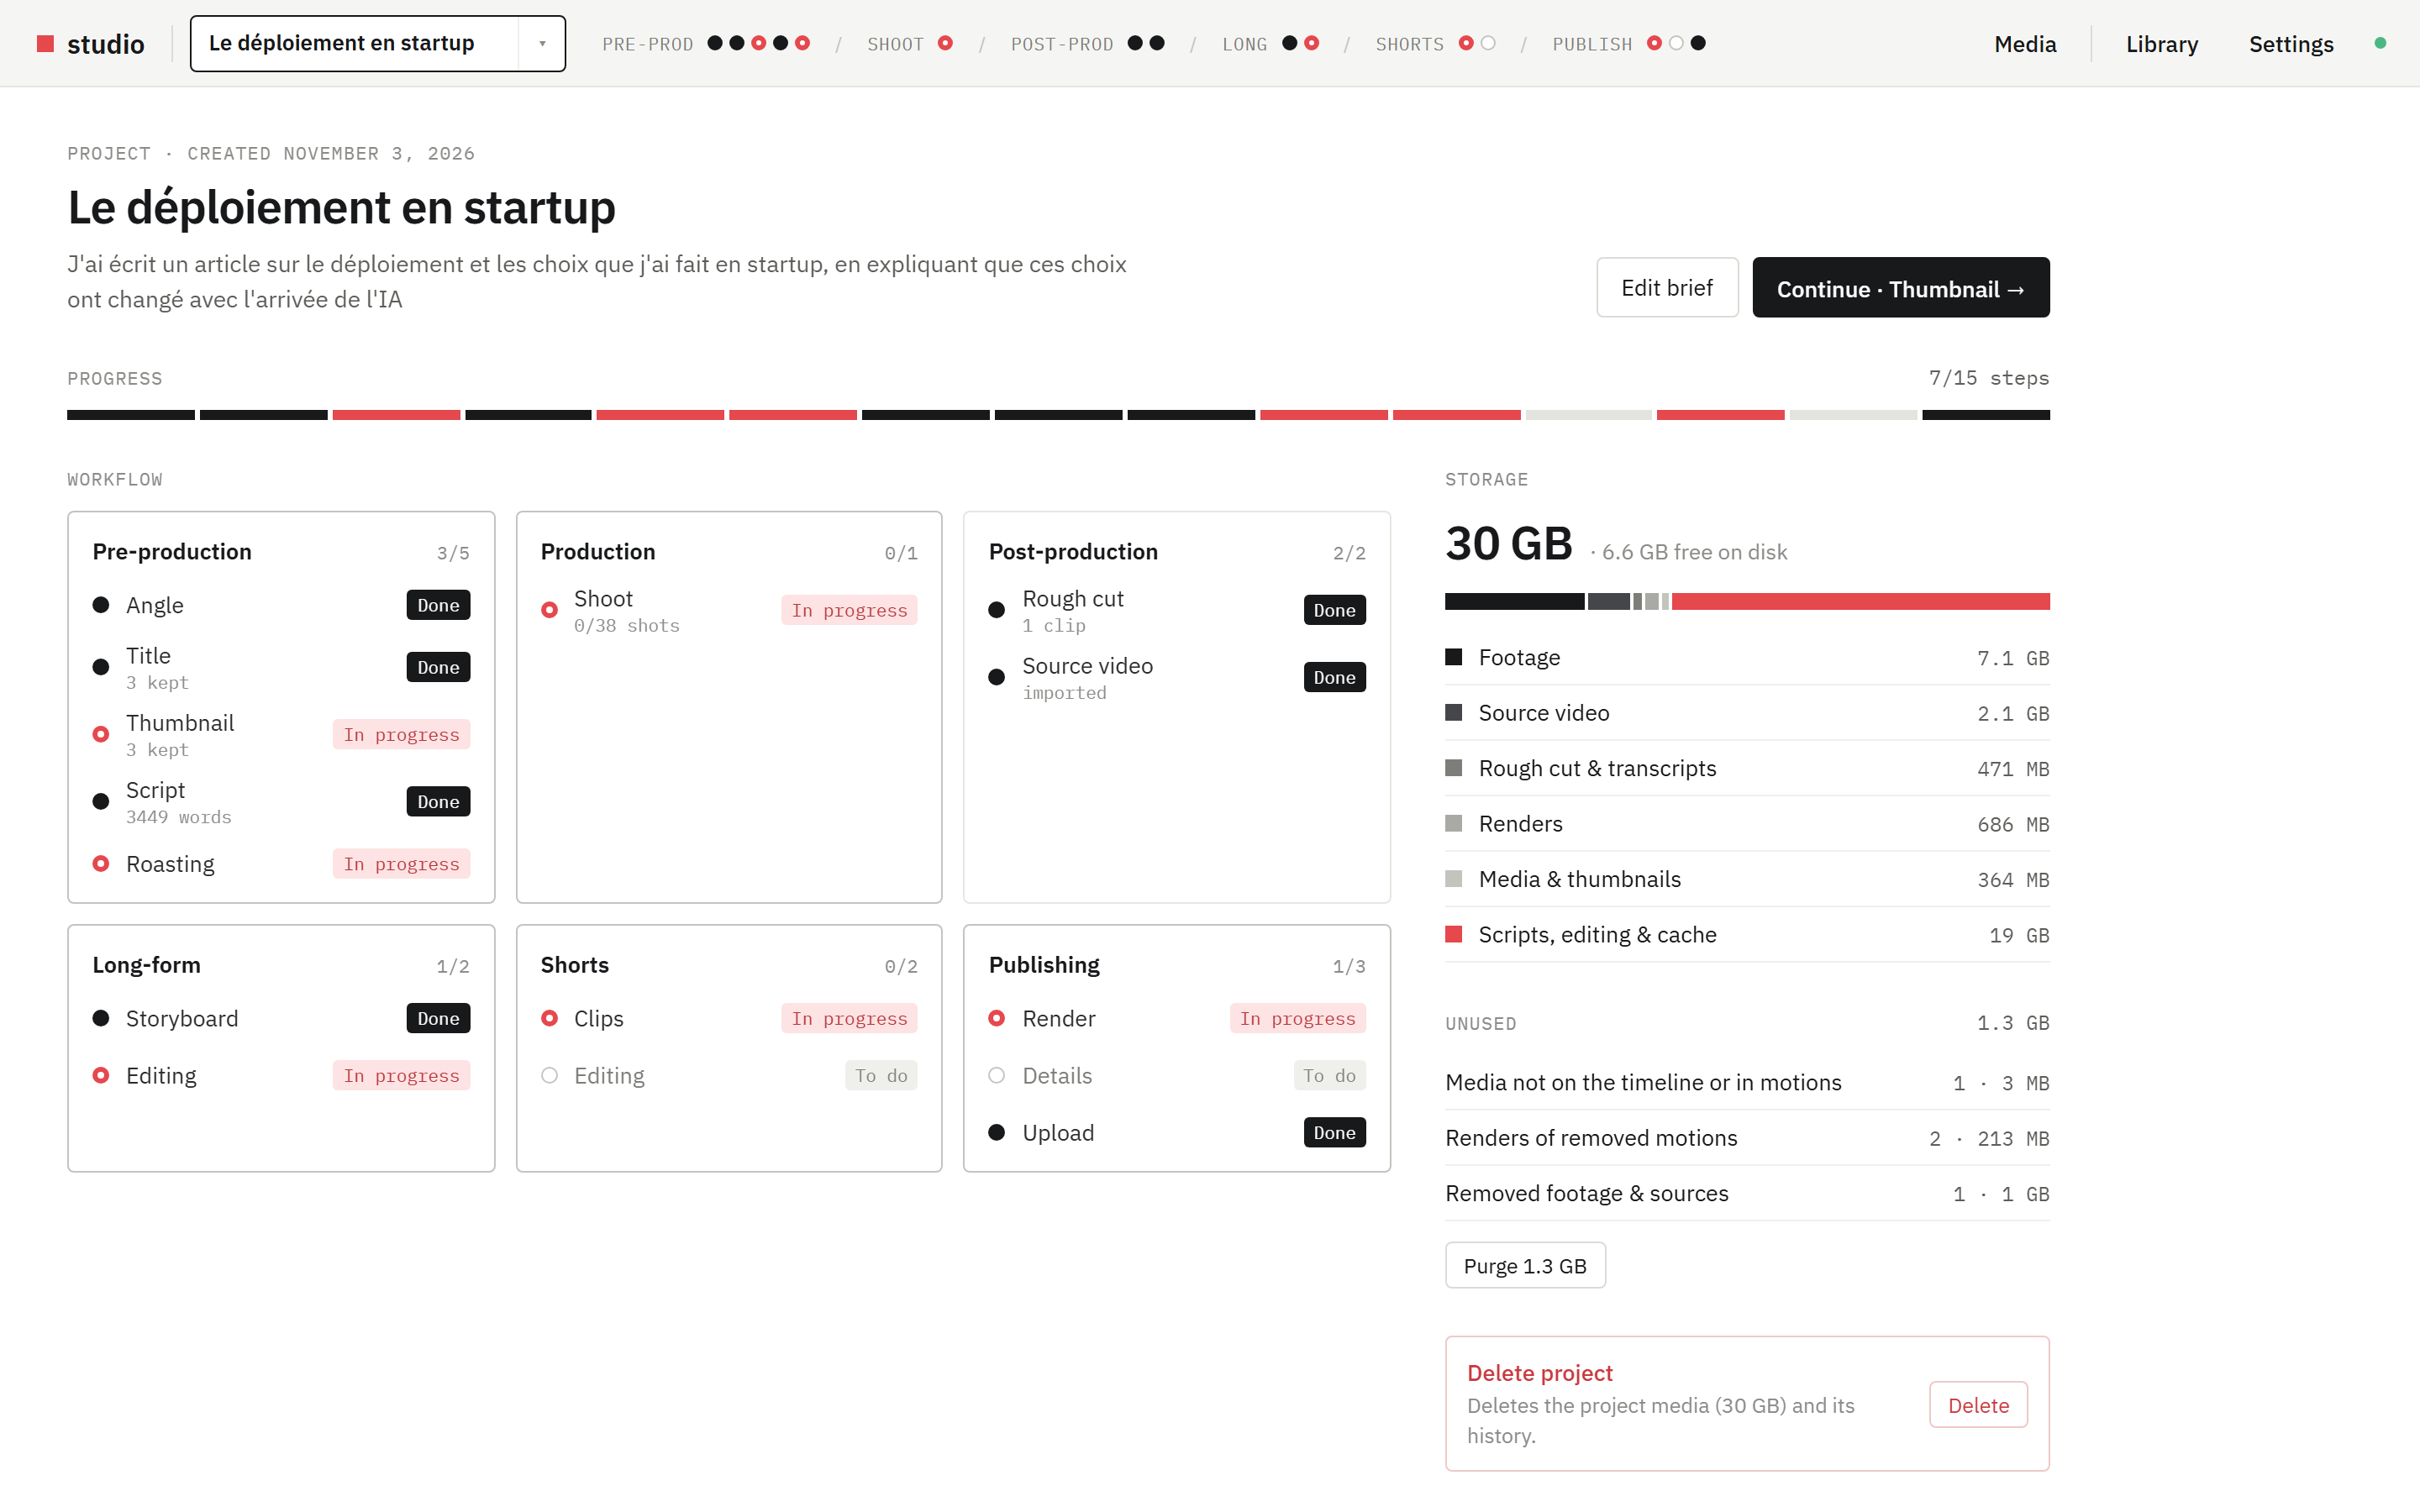 studio
Le déploiement en startup
PRE-PROD / SHOOT / POST-PROD / LONG / SHORTS / PUBLISH
Media
Library
Settings
PROJECT · CREATED NOVEMBER 3, 2026
Le déploiement en startup
J'ai écrit un article sur le déploiement et les choix que j'ai fait en startup, en expliquant que ces choix
ont changé avec l'arrivée de l'IA
Edit brief
Continue · Thumbnail →
PROGRESS
7/15 steps
WORKFLOW
Pre-production 3/5
Angle Done
Title Done
3 kept
Thumbnail In progress
3 kept
Script Done
3449 words
Roasting In progress
Production 0/1
Shoot In progress
0/38 shots
Post-production 2/2
Rough cut Done
1 clip
Source video Done
imported
Long-form 1/2
Storyboard Done
Editing In progress
Shorts 0/2
Clips In progress
Editing To do
Publishing 1/3
Render In progress
Details To do
Upload Done
STORAGE
30 GB · 6.6 GB free on disk
Footage 7.1 GB
Source video 2.1 GB
Rough cut & transcripts 471 MB
Renders 686 MB
Media & thumbnails 364 MB
Scripts, editing & cache 19 GB
UNUSED 1.3 GB
Media not on the timeline or in motions 1 · 3 MB
Renders of removed motions 2 · 213 MB
Removed footage & sources 1 · 1 GB
Purge 1.3 GB
Delete project
Deletes the project media (30 GB) and its
history.
Delete